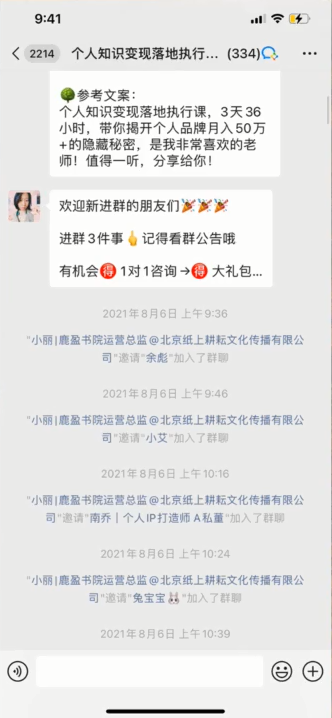 9:41
2214 个人知识变现落地执行... (334)
参考文案：
个人知识变现落地执行课，3天36
小时，带你揭开个人品牌月入50万
+的隐藏秘密，是我非常喜欢的老
师！值得一听，分享给你！
欢迎新进群的朋友们🎉🎉🎉
进群3件事👆记得看群公告哦
有机会🉐1对1咨询→🉐 大礼包...
2021年8月6日 上午9:36
"小丽|鹿盈书院运营总监@北京纸上耕耘文化传播有限公
司"邀请"余彪"加入了群聊
2021年8月6日 上午9:46
"小丽|鹿盈书院运营总监@北京纸上耕耘文化传播有限公
司"邀请"小艾"加入了群聊
2021年8月6日 上午10:16
"小丽|鹿盈书院运营总监@北京纸上耕耘文化传播有限公
司"邀请"南乔｜个人IP打造师 A私董"加入了群聊
2021年8月6日 上午10:24
"小丽|鹿盈书院运营总监@北京纸上耕耘文化传播有限公
司"邀请"兔宝宝🐰"加入了群聊
2021年8月6日 上午10:39